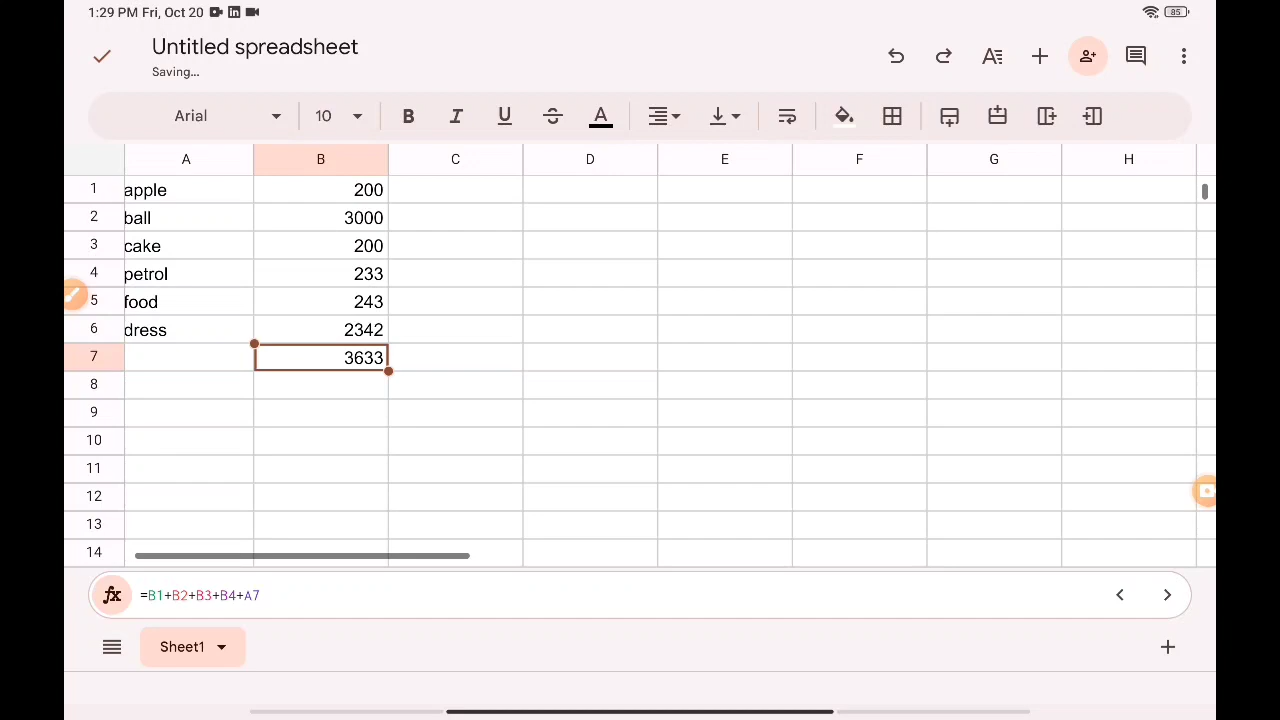 1:29 PM Fri, Oct 20
85
Untitled spreadsheet
Saving...
Arial 10 B I U S A
A B C D E F G H
1 apple 200
2 ball 3000
3 cake 200
4 petrol 233
5 food 243
6 dress 2342
7 3633
8
9
10
11
12
13
14
fx =B1+B2+B3+B4+A7
Sheet1